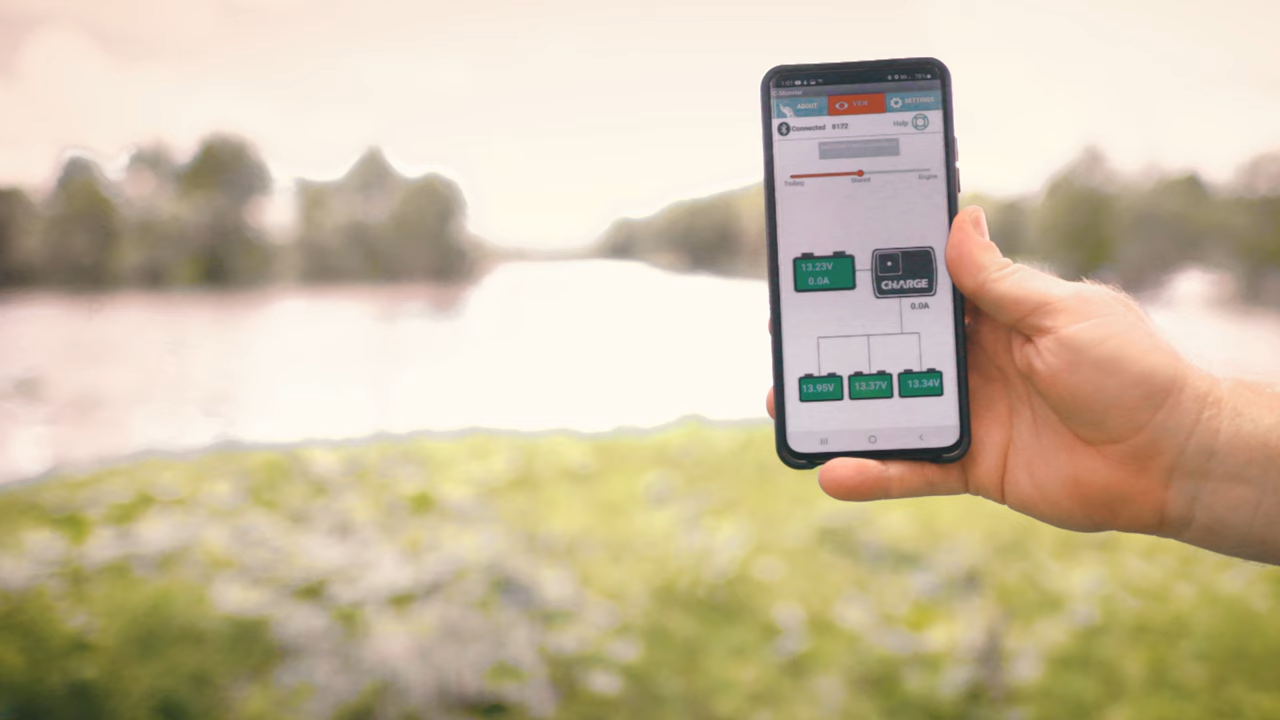 C-Monster
ABOUT VIEW SETTINGS
Connected 8172 Help
Trolling Shared Engine
13.23V
0.0A
CHARGE
0.0A
13.95V 13.37V 13.34V